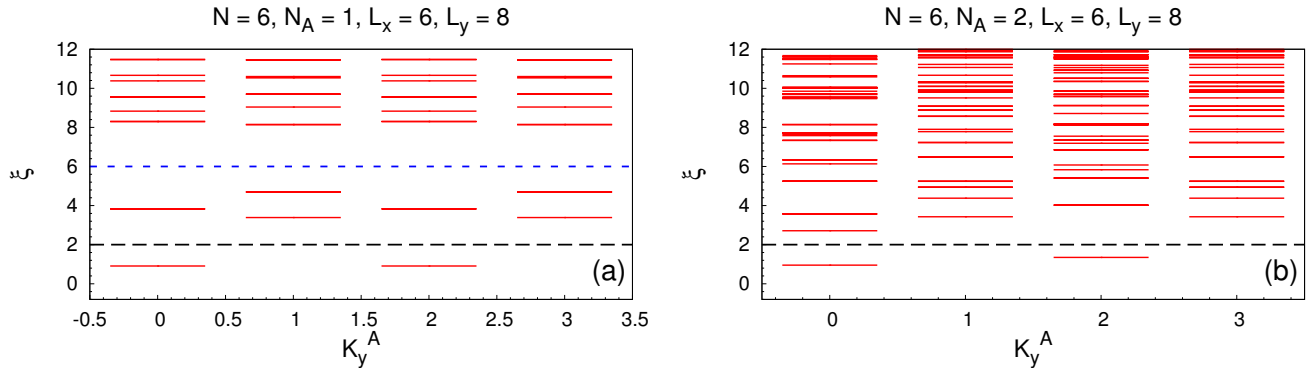 N = 6, N_A = 1, L_x = 6, L_y = 8
12
10
8
6
4
2
0
ξ
(a)
-0.5 0 0.5 1 1.5 2 2.5 3 3.5
K_y^A
N = 6, N_A = 2, L_x = 6, L_y = 8
12
10
8
6
4
2
0
ξ
(b)
0 1 2 3
K_y^A